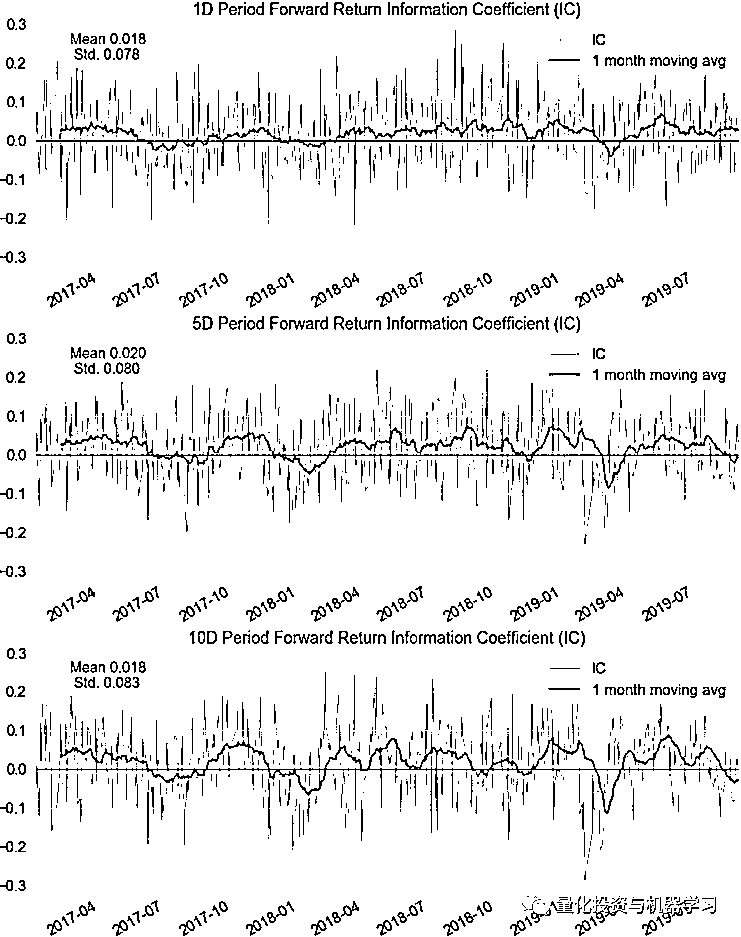 1D Period Forward Return Information Coefficient (IC)
0.3
Mean 0.018
Std. 0.078
IC
1 month moving avg
0.2
0.1
0.0
−0.1
−0.2
−0.3
2017-04 2017-07 2017-10 2018-01 2018-04 2018-07 2018-10 2019-01 2019-04 2019-07
5D Period Forward Return Information Coefficient (IC)
0.3
Mean 0.020
Std. 0.080
IC
1 month moving avg
0.2
0.1
0.0
−0.1
−0.2
−0.3
2017-04 2017-07 2017-10 2018-01 2018-04 2018-07 2018-10 2019-01 2019-04 2019-07
10D Period Forward Return Information Coefficient (IC)
0.3
Mean 0.018
Std. 0.083
IC
1 month moving avg
0.2
0.1
0.0
−0.1
−0.2
−0.3
2017-04 2017-07 2017-10 2018-01 2018-04 2018-07 2018-10
量化投资与机器学习